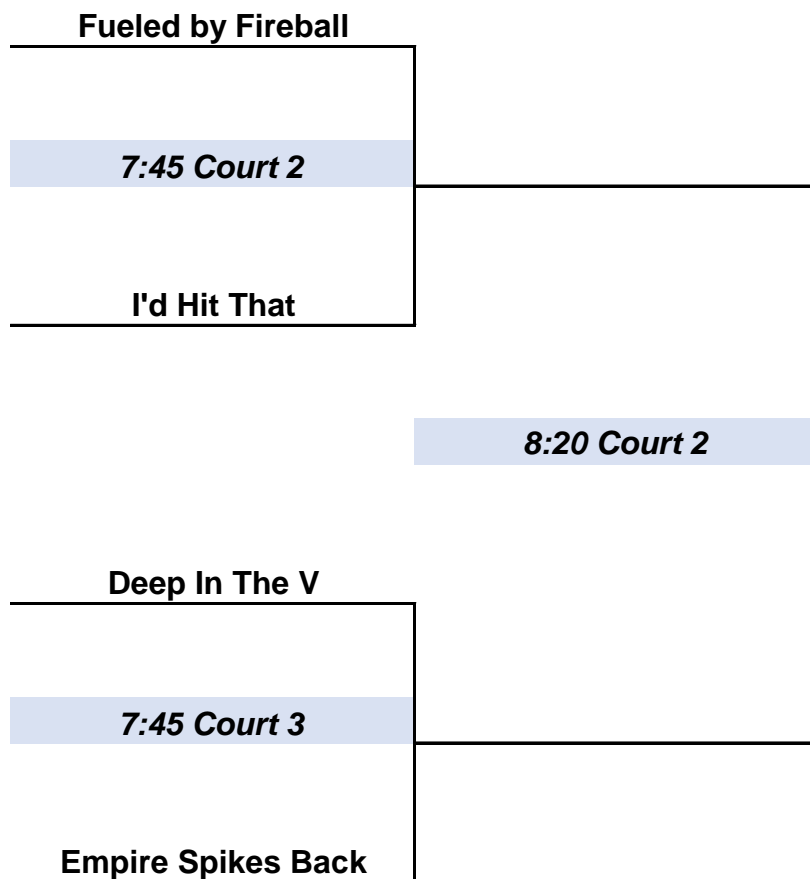 Fueled by Fireball
7:45 Court 2
I'd Hit That
8:20 Court 2
Deep In The V
7:45 Court 3
Empire Spikes Back